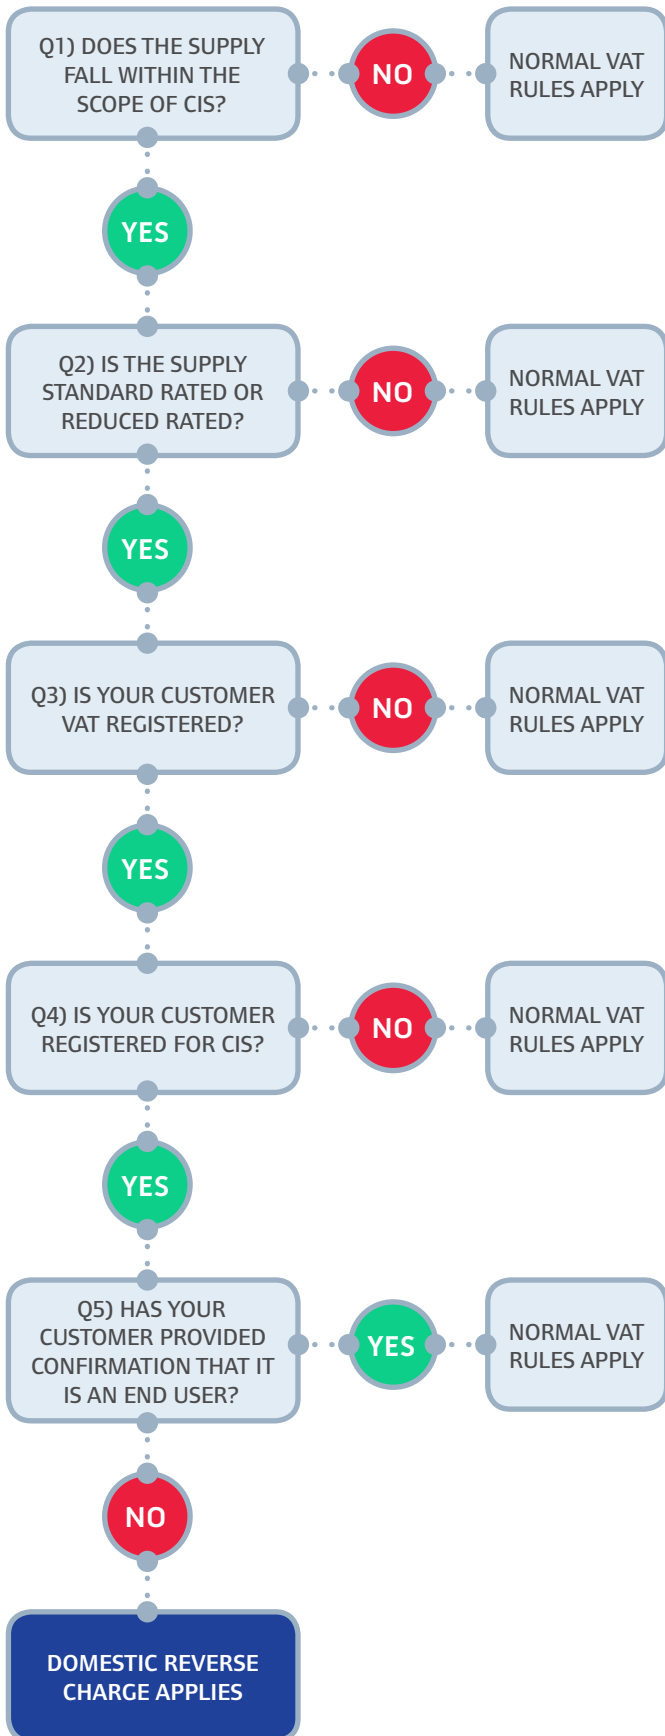 Q1) DOES THE SUPPLY
FALL WITHIN THE
SCOPE OF CIS?
NO
NORMAL VAT
RULES APPLY
YES
Q2) IS THE SUPPLY
STANDARD RATED OR
REDUCED RATED?
NO
NORMAL VAT
RULES APPLY
YES
Q3) IS YOUR CUSTOMER
VAT REGISTERED?
NO
NORMAL VAT
RULES APPLY
YES
Q4) IS YOUR CUSTOMER
REGISTERED FOR CIS?
NO
NORMAL VAT
RULES APPLY
YES
Q5) HAS YOUR
CUSTOMER PROVIDED
CONFIRMATION THAT IT
IS AN END USER?
YES
NORMAL VAT
RULES APPLY
NO
DOMESTIC REVERSE
CHARGE APPLIES